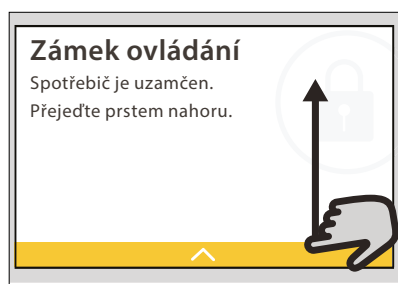 Zámek ovládání
Spotřebič je uzamčen.
Přejeďte prstem nahoru.